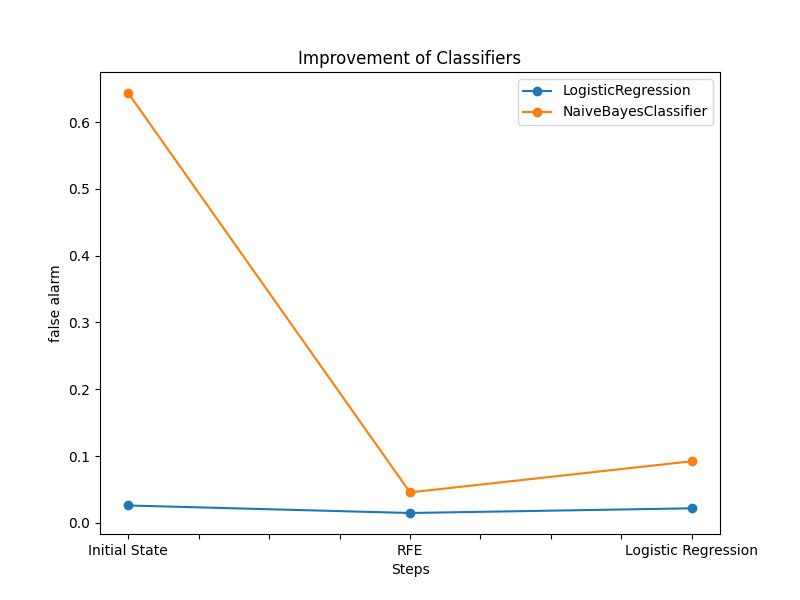 Improvement of Classifiers
LogisticRegression
NaiveBayesClassifier
0.6
0.5
0.4
0.3
0.2
0.1
0.0
false alarm
Initial State
RFE
Logistic Regression
Steps